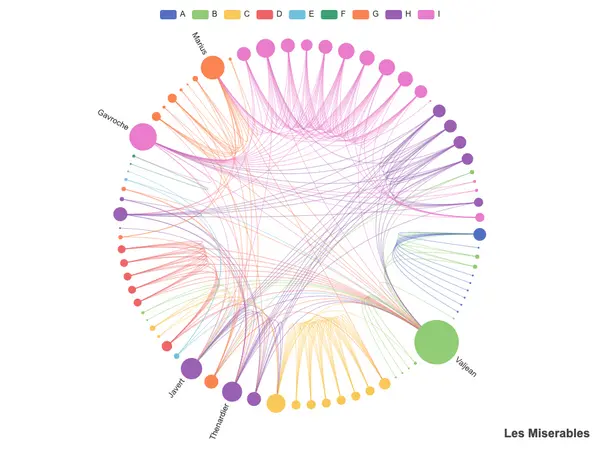 A B C D E F G H I
Marius
Gavroche
Valjean
Javert
Thenardier
Les Miserables